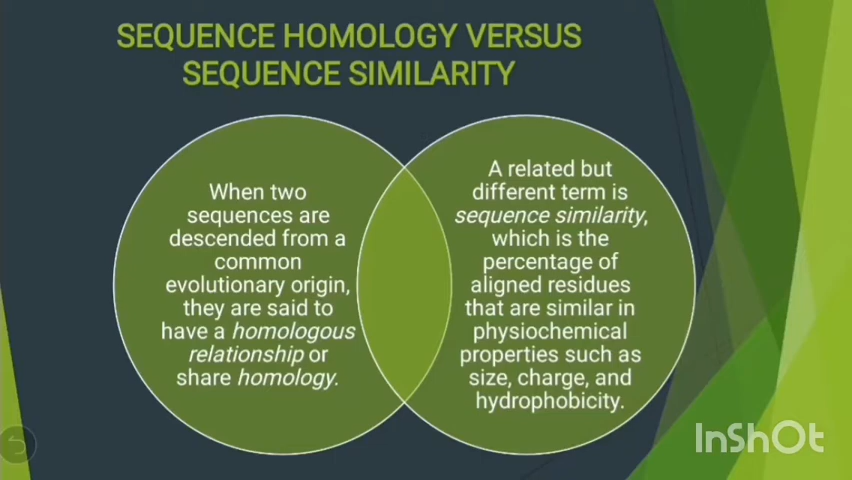 SEQUENCE HOMOLOGY VERSUS
SEQUENCE SIMILARITY
When two
sequences are
descended from a
common
evolutionary origin,
they are said to
have a homologous
relationship or
share homology.
A related but
different term is
sequence similarity,
which is the
percentage of
aligned residues
that are similar in
physiochemical
properties such as
size, charge, and
hydrophobicity.
InShOt